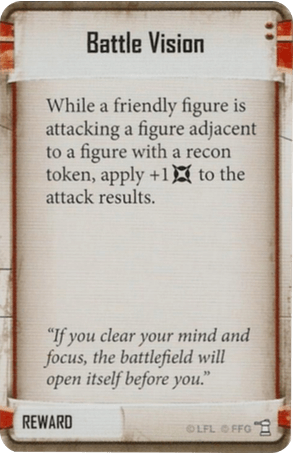 Battle Vision
While a friendly figure is
attacking a figure adjacent
to a figure with a recon
token, apply +1 to the
attack results.
“If you clear your mind and
focus, the battlefield will
open itself before you.”
REWARD
© LFL © FFG